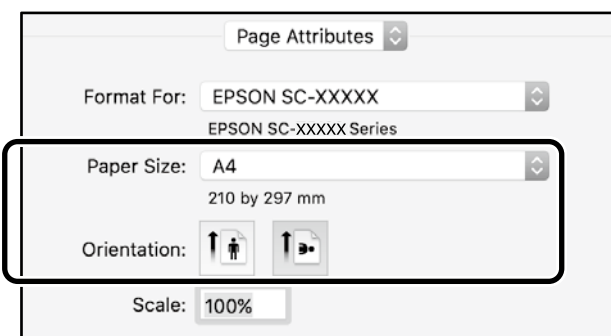 Page Attributes
Format For: EPSON SC-XXXXX
EPSON SC-XXXXX Series
Paper Size: A4
210 by 297 mm
Orientation:
Scale: 100%